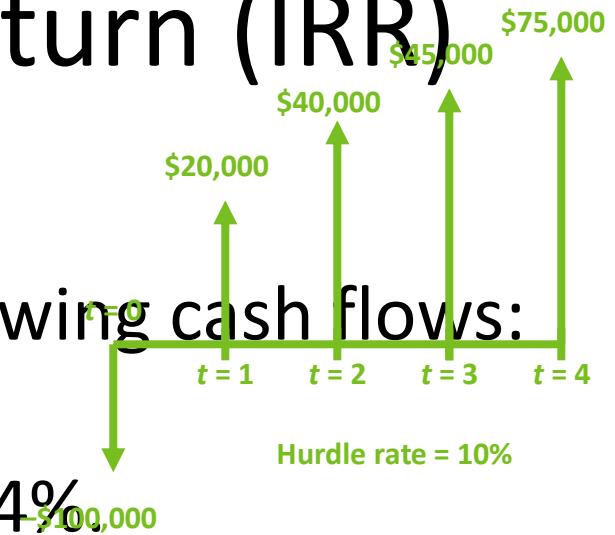 turn (IRR)
$75,000
$45,000
$40,000
$20,000
wing cash flows:
t = 0
t = 1 t = 2 t = 3 t = 4
Hurdle rate = 10%
4%.
–$100,000